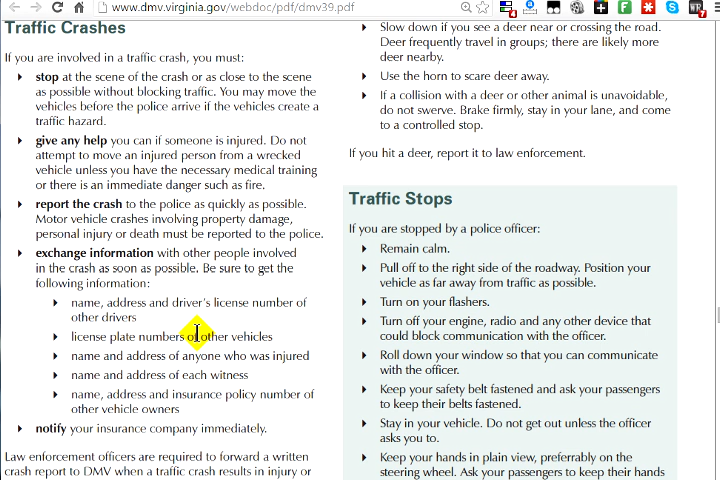 www.dmv.virginia.gov/webdoc/pdf/dmv39.pdf
Traffic Crashes
If you are involved in a traffic crash, you must:
stop at the scene of the crash or as close to the scene
as possible without blocking traffic. You may move the
vehicles before the police arrive if the vehicles create a
traffic hazard.
give any help you can if someone is injured. Do not
attempt to move an injured person from a wrecked
vehicle unless you have the necessary medical training
or there is an immediate danger such as fire.
report the crash to the police as quickly as possible.
Motor vehicle crashes involving property damage,
personal injury or death must be reported to the police.
exchange information with other people involved
in the crash as soon as possible. Be sure to get the
following information:
name, address and driver's license number of
other drivers
license plate numbers of other vehicles
name and address of anyone who was injured
name and address of each witness
name, address and insurance policy number of
other vehicle owners
notify your insurance company immediately.
Law enforcement officers are required to forward a written
crash report to DMV when a traffic crash results in injury or
Slow down if you see a deer near or crossing the road.
Deer frequently travel in groups; there are likely more
deer nearby.
Use the horn to scare deer away.
If a collision with a deer or other animal is unavoidable,
do not swerve. Brake firmly, stay in your lane, and come
to a controlled stop.
If you hit a deer, report it to law enforcement.
Traffic Stops
If you are stopped by a police officer:
Remain calm.
Pull off to the right side of the roadway. Position your
vehicle as far away from traffic as possible.
Turn on your flashers.
Turn off your engine, radio and any other device that
could block communication with the officer.
Roll down your window so that you can communicate
with the officer.
Keep your safety belt fastened and ask your passengers
to keep their belts fastened.
Stay in your vehicle. Do not get out unless the officer
asks you to.
Keep your hands in plain view, preferably on the
steering wheel. Ask your passengers to keep their hands